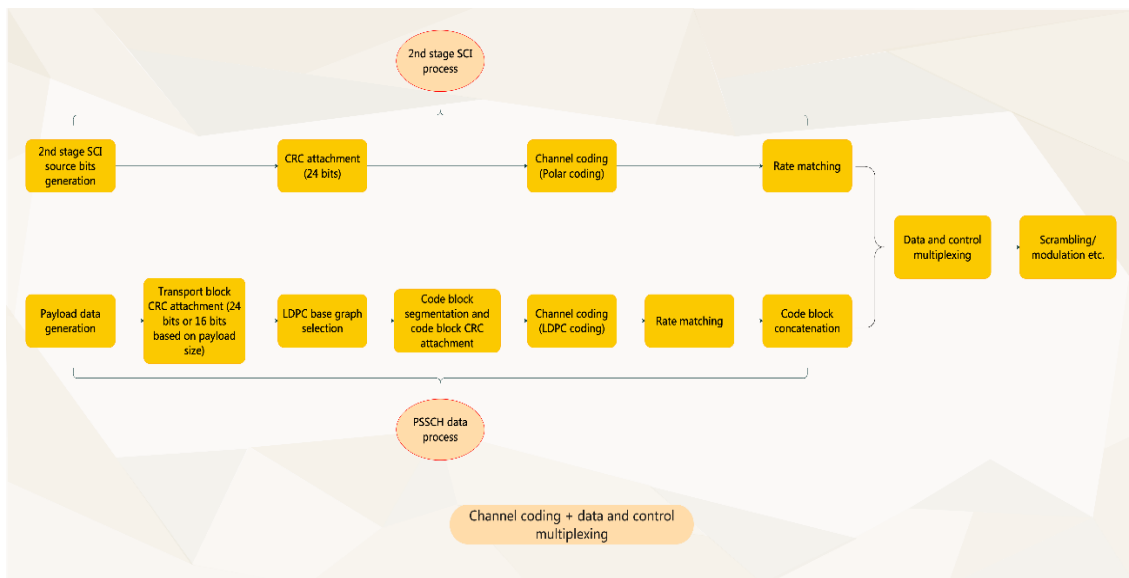 2nd stage SCI
process
2nd stage SCI
source bits
generation
CRC attachment
(24 bits)
Channel coding
(Polar coding)
Rate matching
Data and control
multiplexing
Scrambling/
modulation etc.
Payload data
generation
Transport block
CRC attachment (24
bits or 16 bits
based on payload
size)
LDPC base graph
selection
Code block
segmentation and
code block CRC
attachment
Channel coding
(LDPC coding)
Rate matching
Code block
concatenation
PSSCH data
process
Channel coding + data and control
multiplexing